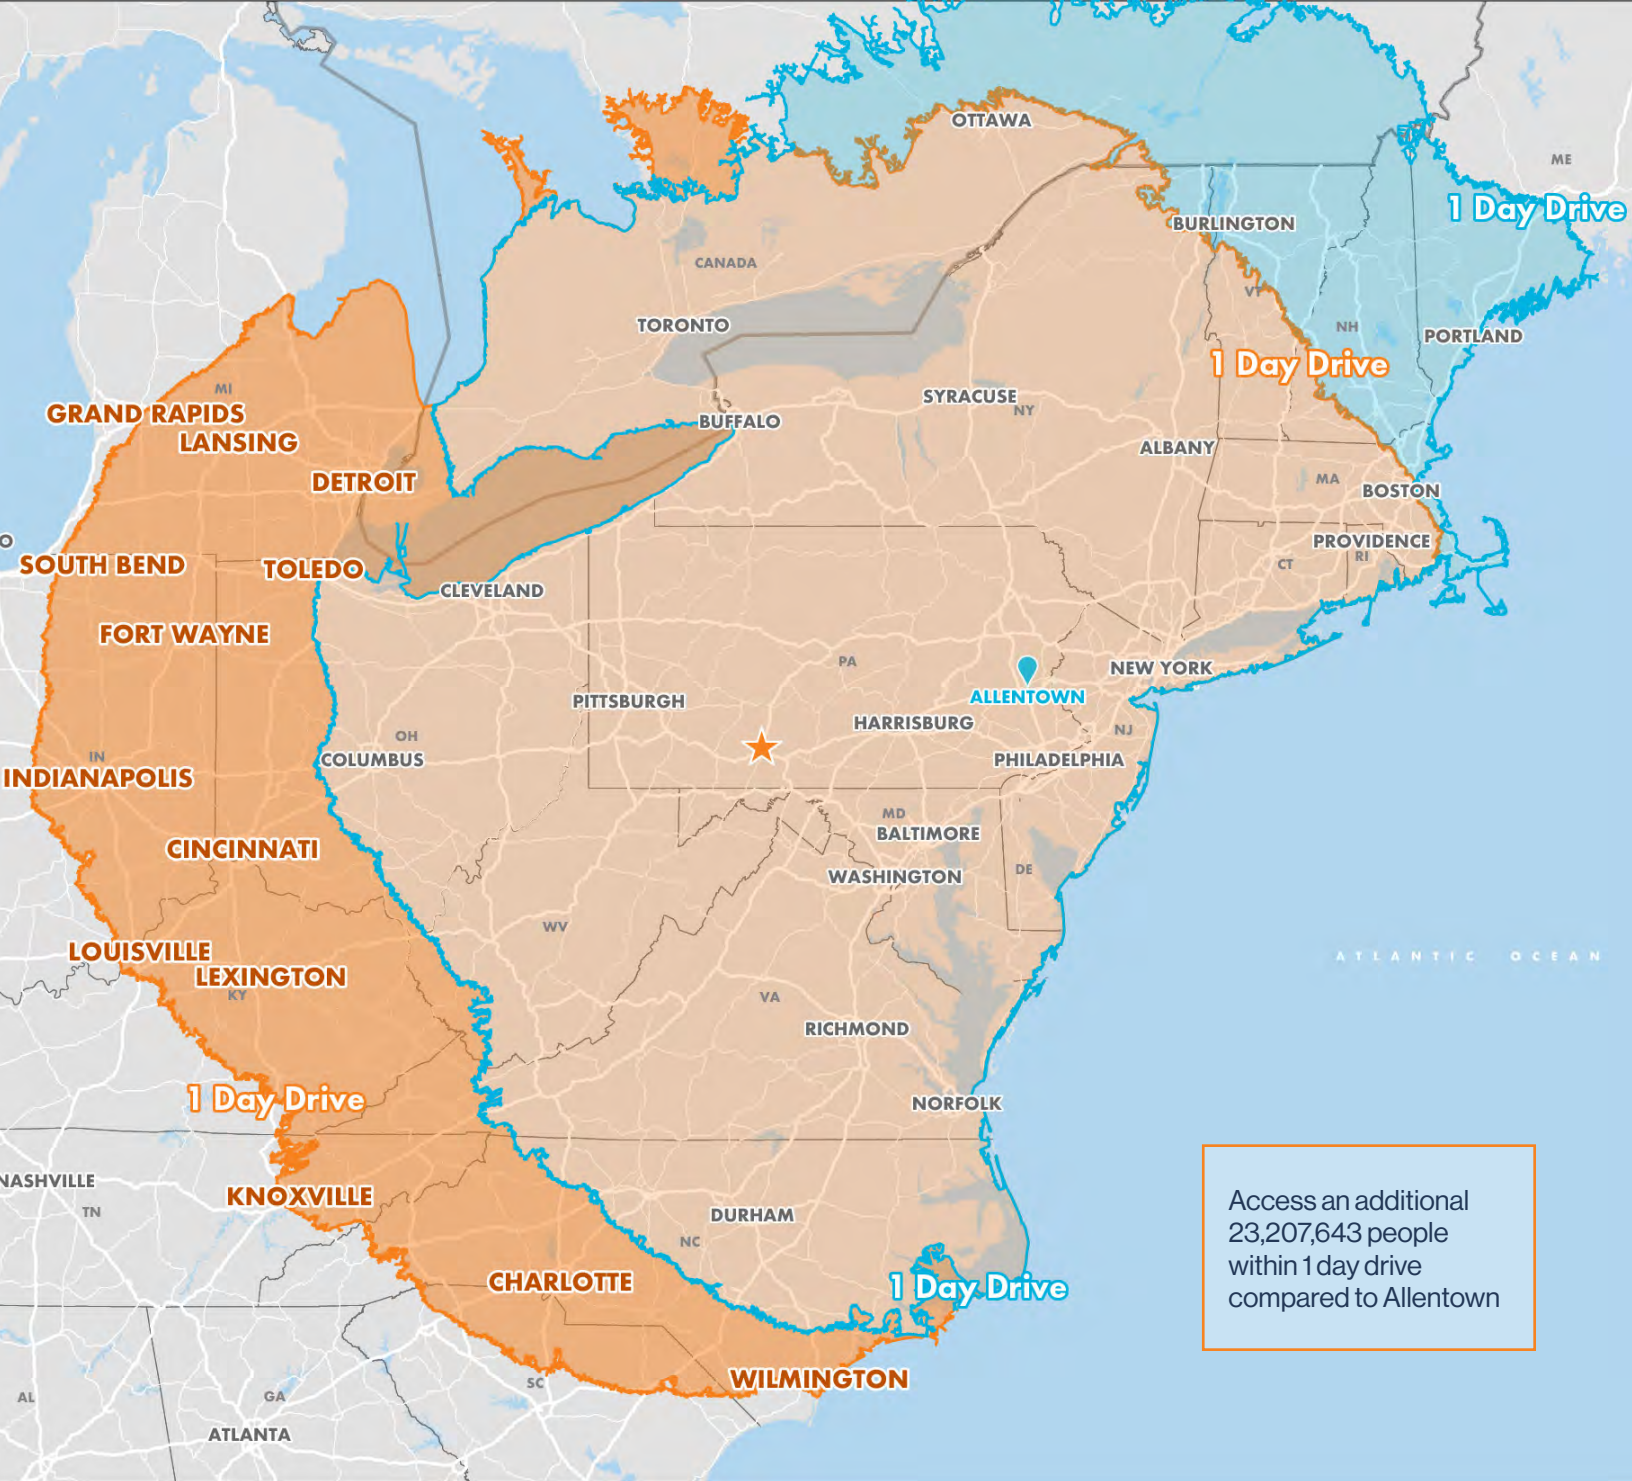 OTTAWA
ME
1 Day Drive
BURLINGTON
CANADA
VT
TORONTO
NH
PORTLAND
1 Day Drive
MI
SYRACUSE
NY
GRAND RAPIDS
BUFFALO
LANSING
ALBANY
DETROIT
MA
BOSTON
O
PROVIDENCE
RI
SOUTH BEND
TOLEDO
CT
CLEVELAND
FORT WAYNE
PA
NEW YORK
ALLENTOWN
PITTSBURGH
HARRISBURG
NJ
OH
IN
COLUMBUS
PHILADELPHIA
INDIANAPOLIS
MD
BALTIMORE
CINCINNATI
DE
WASHINGTON
WV
LOUISVILLE
ATLANTIC OCEAN
LEXINGTON
KY
VA
RICHMOND
1 Day Drive
NORFOLK
NASHVILLE
KNOXVILLE
TN
DURHAM
NC
CHARLOTTE
1 Day Drive
Access an additional
23,207,643 people
within 1 day drive
compared to Allentown
WILMINGTON
SC
AL
GA
ATLANTA